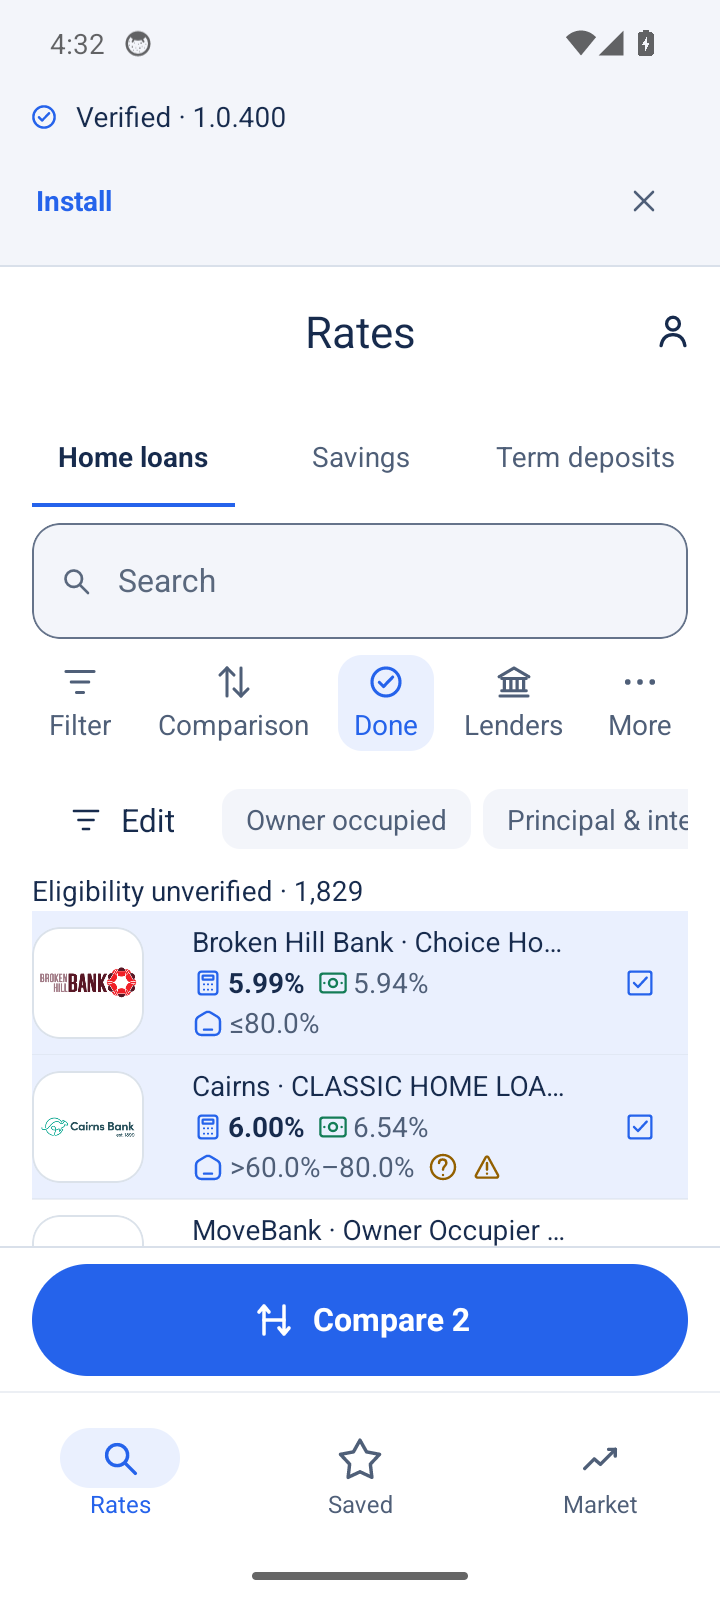 4:32
Verified · 1.0.400
Install
Rates
Home loans
Savings
Term deposits
Search
Filter
Comparison
Done
Lenders
More
Edit
Owner occupied
Principal & inte
Eligibility unverified · 1,829
BROKEN HILL BANK
Broken Hill Bank · Choice Ho...
5.99% 5.94%
≤80.0%
Cairns Bank
est. 1899
Cairns · CLASSIC HOME LOA...
6.00% 6.54%
>60.0%–80.0%
MoveBank · Owner Occupier ...
Compare 2
Rates
Saved
Market